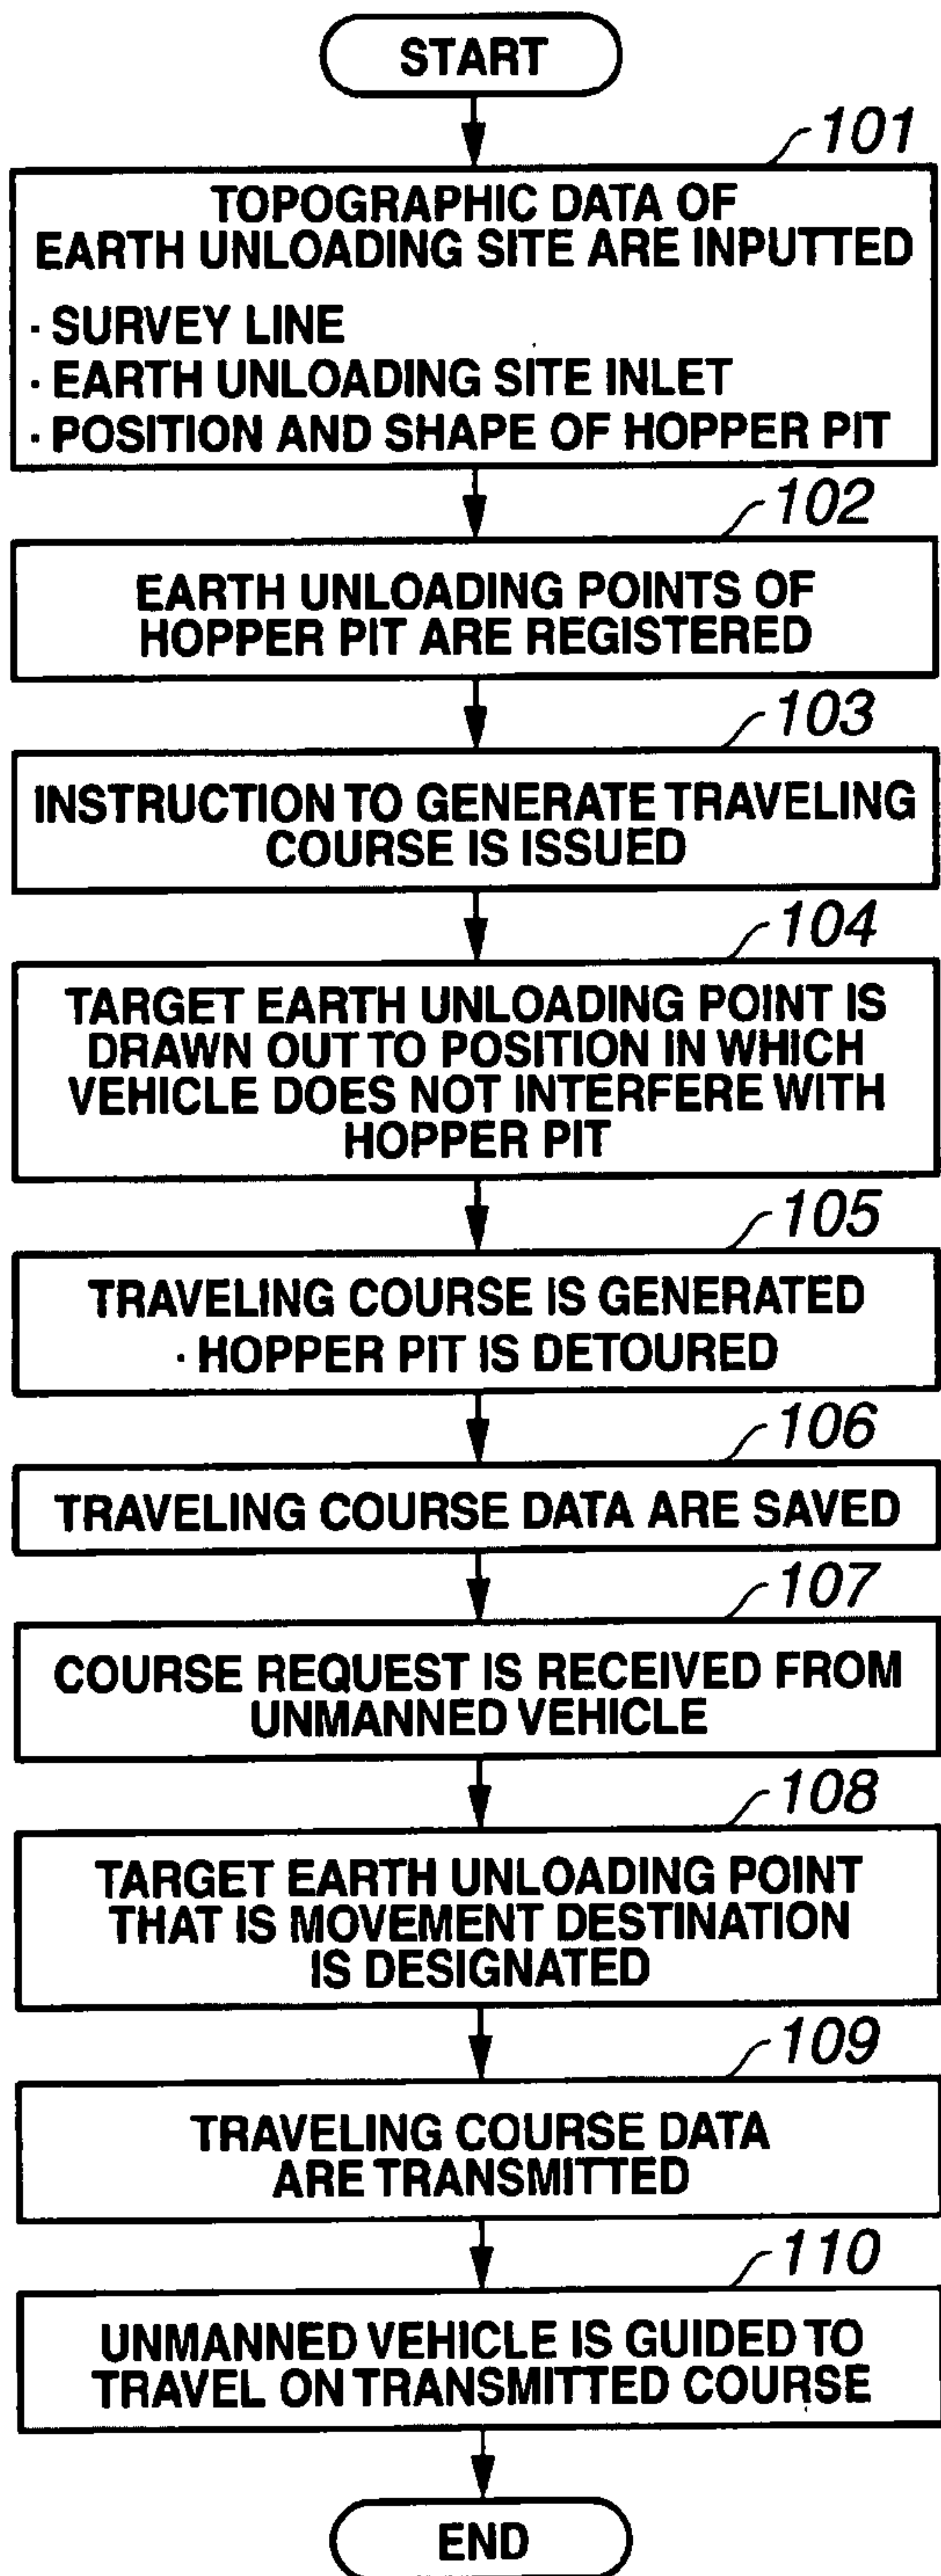 START
101
TOPOGRAPHIC DATA OF
EARTH UNLOADING SITE ARE INPUTTED
· SURVEY LINE
· EARTH UNLOADING SITE INLET
· POSITION AND SHAPE OF HOPPER PIT
102
EARTH UNLOADING POINTS OF
HOPPER PIT ARE REGISTERED
103
INSTRUCTION TO GENERATE TRAVELING
COURSE IS ISSUED
104
TARGET EARTH UNLOADING POINT IS
DRAWN OUT TO POSITION IN WHICH
VEHICLE DOES NOT INTERFERE WITH
HOPPER PIT
105
TRAVELING COURSE IS GENERATED
· HOPPER PIT IS DETOURED
106
TRAVELING COURSE DATA ARE SAVED
107
COURSE REQUEST IS RECEIVED FROM
UNMANNED VEHICLE
108
TARGET EARTH UNLOADING POINT
THAT IS MOVEMENT DESTINATION
IS DESIGNATED
109
TRAVELING COURSE DATA
ARE TRANSMITTED
110
UNMANNED VEHICLE IS GUIDED TO
TRAVEL ON TRANSMITTED COURSE
END